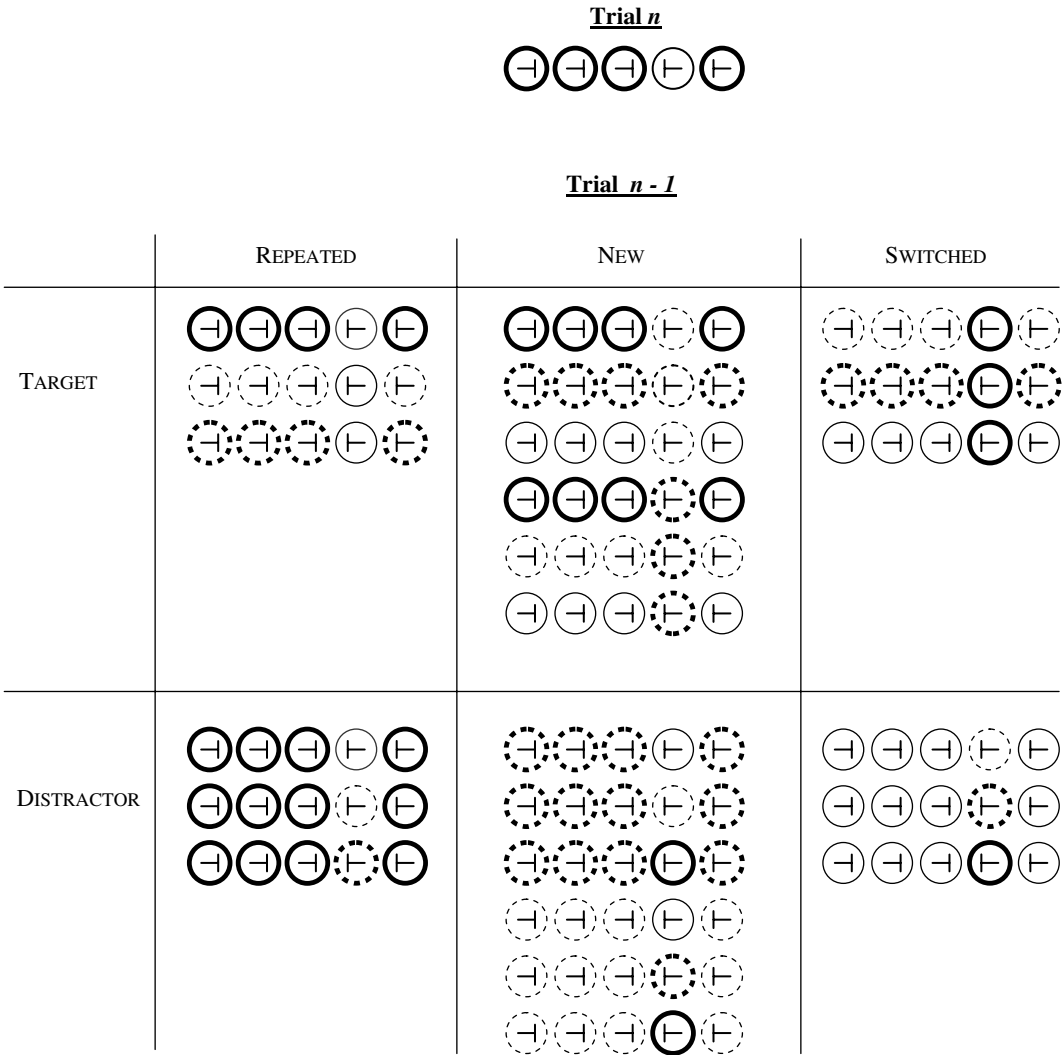 Trial n
Trial n - 1
REPEATED NEW SWITCHED
TARGET
DISTRACTOR